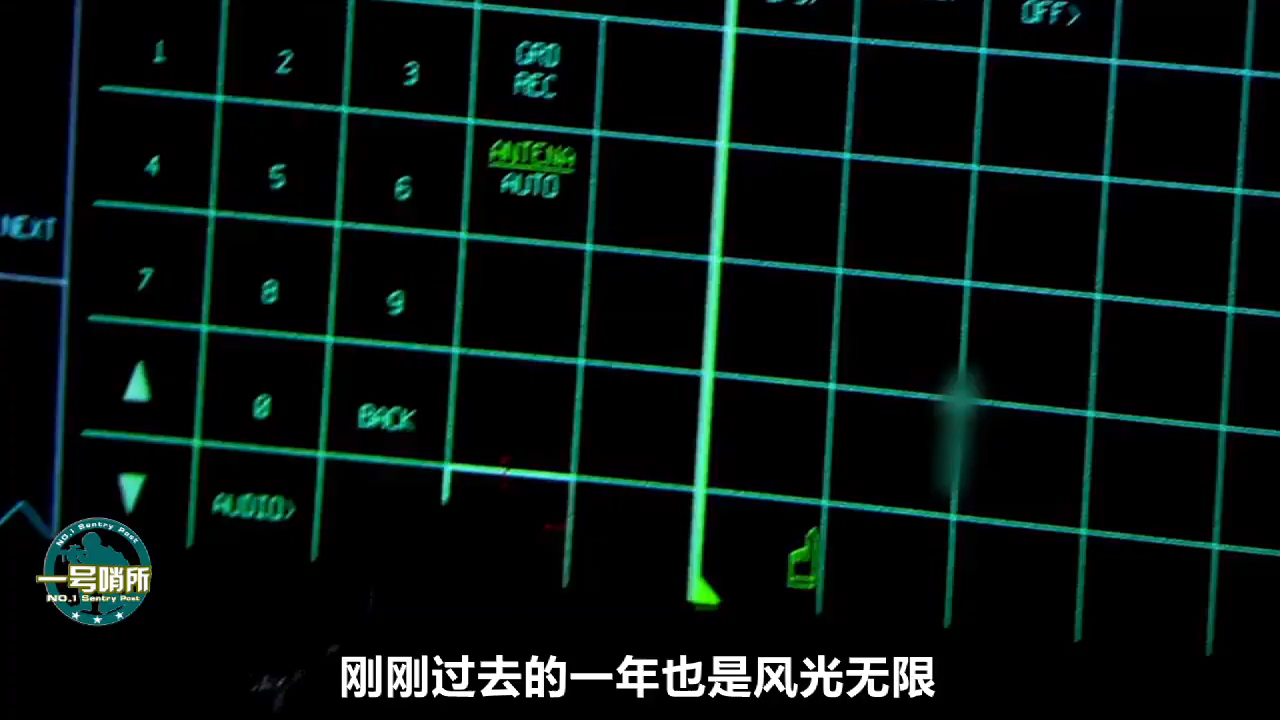 OFF>
1 2 3 GRD
REC
ANTENA
4 5 6 AUTO
NEXT
7 8 9
0 BACK
AUDIO>
NO.1 Sentry Post
一号哨所
NO.1 Sentry Post
刚刚过去的一年也是风光无限